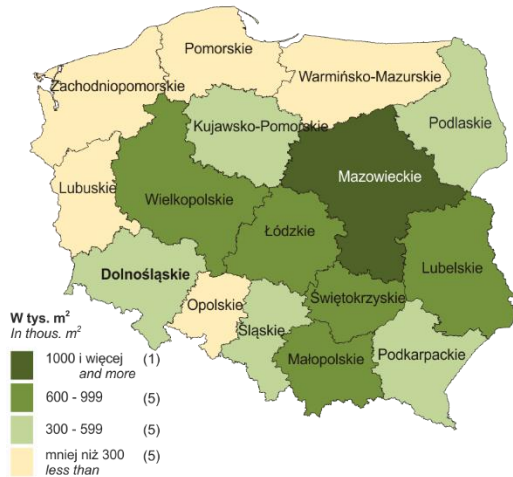 Pomorskie
Zachodniopomorskie
Warmińsko-Mazurskie
Kujawsko-Pomorskie
Podlaskie
Lubuskie
Wielkopolskie
Mazowieckie
Łódzkie
Dolnośląskie
Lubelskie
Opolskie
Świętokrzyskie
Śląskie
Małopolskie
Podkarpackie
W tys. m²
In thous. m²
1000 i więcej (1)
and more
600 - 999 (5)
300 - 599 (5)
mniej niż 300 (5)
less than